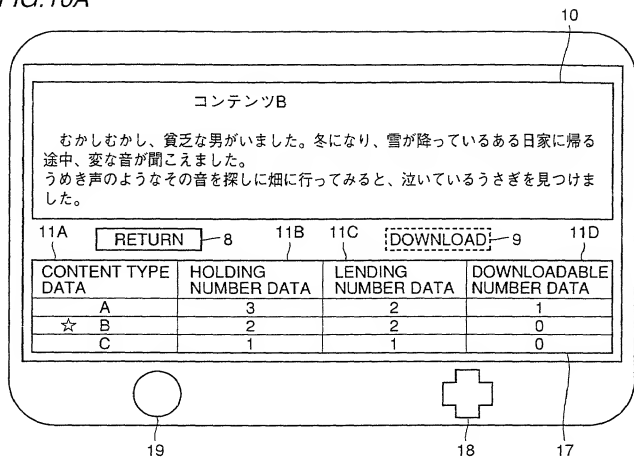 FIG.10A
10
コンテンツB
むかしむかし、貧乏な男がいました。冬になり、雪が降っているある日家に帰る
途中、変な音が聞こえました。
うめき声のようなその音を探しに畑に行ってみると、泣いているうさぎを見つけま
した。
11A RETURN 8 11B 11C DOWNLOAD 9 11D
CONTENT TYPE DATA HOLDING NUMBER DATA LENDING NUMBER DATA DOWNLOADABLE NUMBER DATA
A 3 2 1
☆ B 2 2 0
C 1 1 0
19 18 17